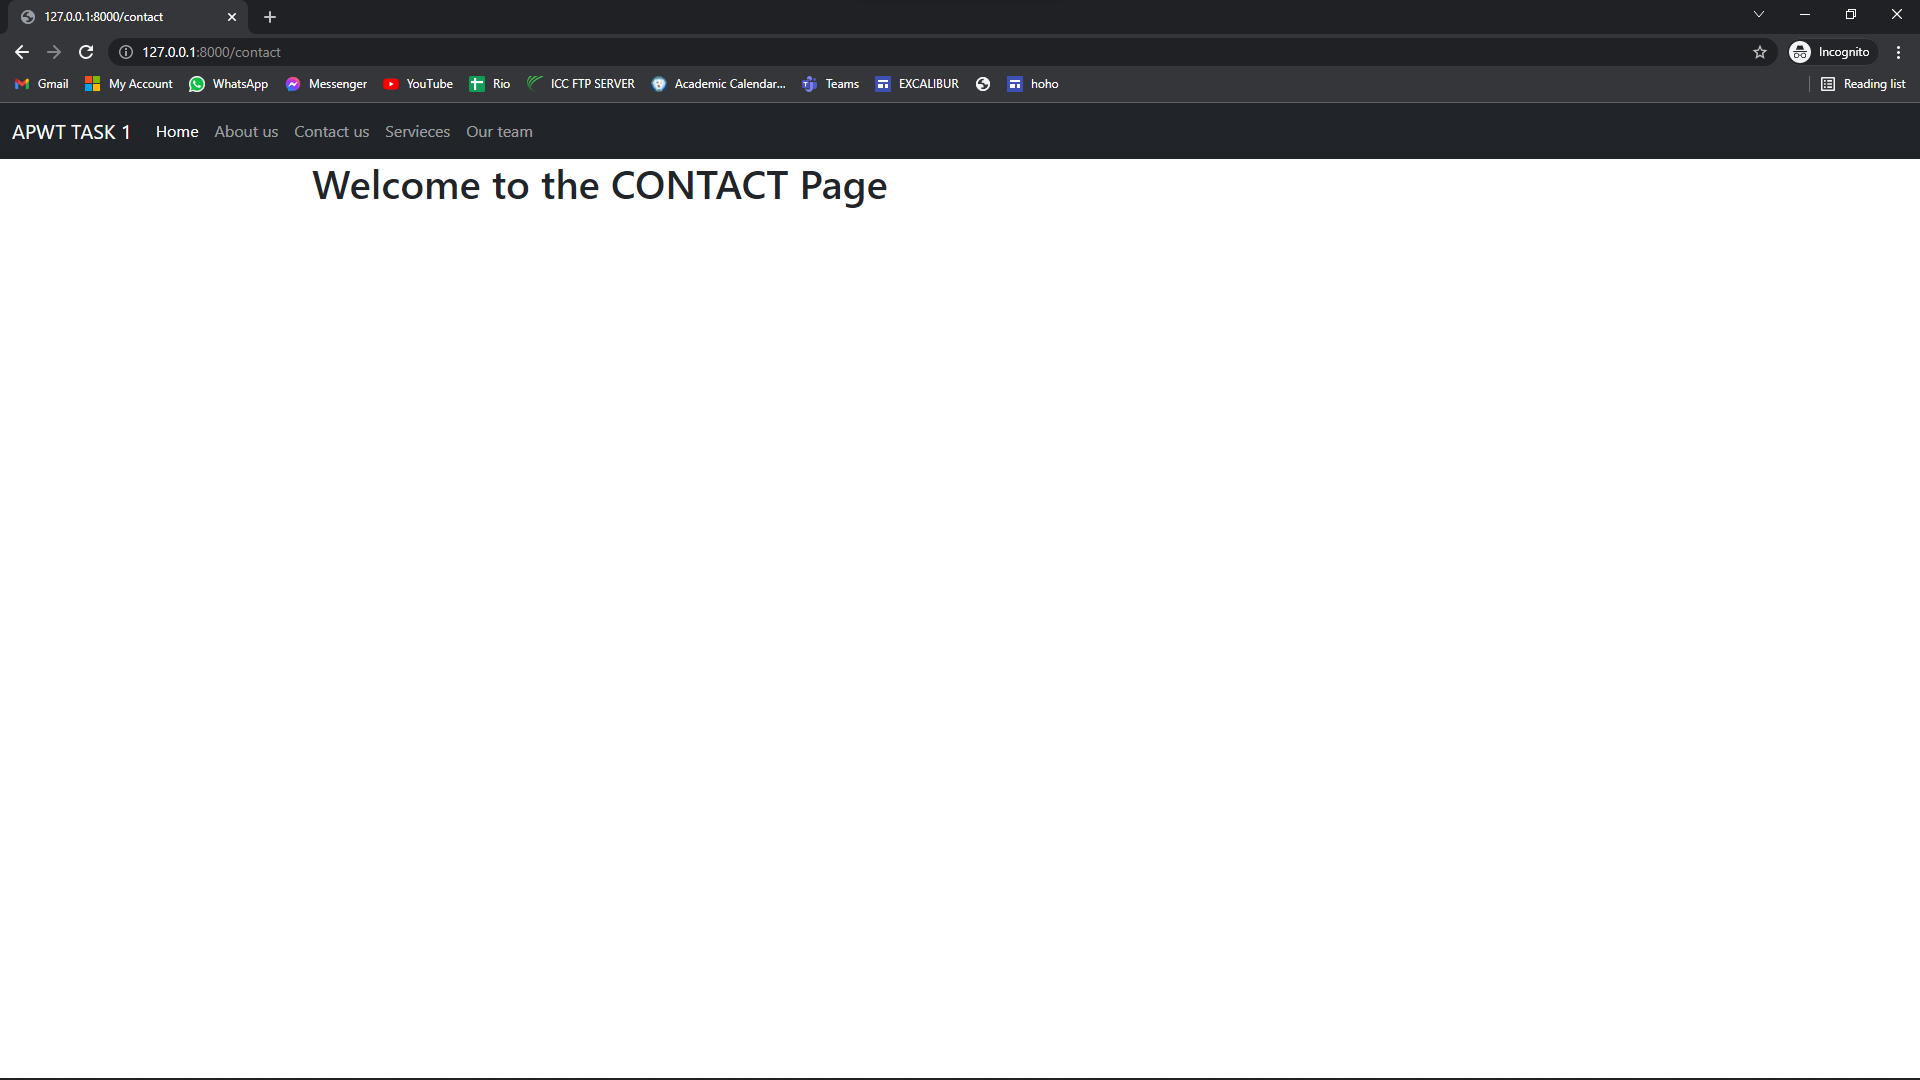 127.0.0.1:8000/contact
127.0.0.1:8000/contact Incognito
Gmail My Account WhatsApp Messenger YouTube Rio ICC FTP SERVER Academic Calendar... Teams EXCALIBUR hoho Reading list
APWT TASK 1 Home About us Contact us Servieces Our team
Welcome to the CONTACT Page